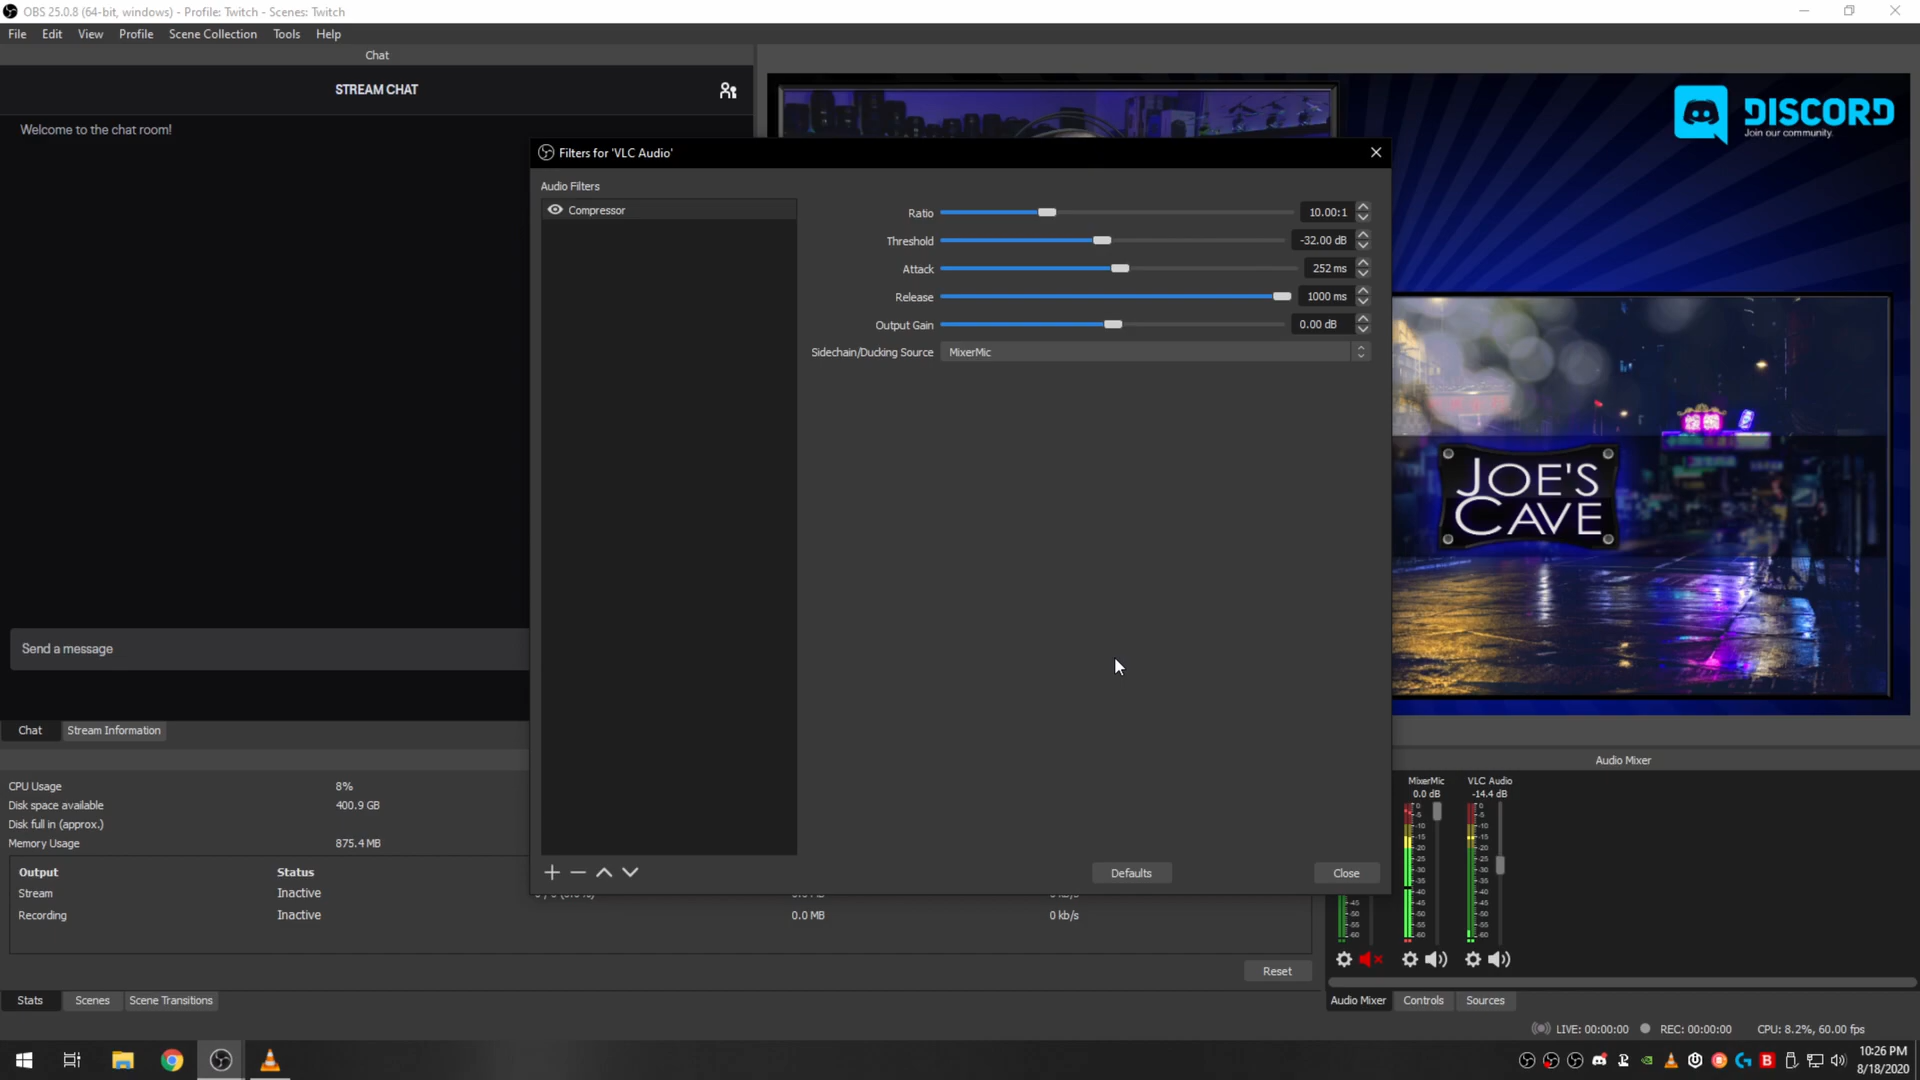 OBS 25.0.8 (64-bit, windows) - Profile: Twitch - Scenes: Twitch
File Edit View Profile Scene Collection Tools Help
Chat
STREAM CHAT
Welcome to the chat room!
Send a message
Chat Stream Information
DISCORD
Join our community.
Filters for 'VLC Audio'
Audio Filters
Compressor
Ratio 10.00:1
Threshold -32.00 dB
Attack 252 ms
Release 1000 ms
Output Gain 0.00 dB
Sidechain/Ducking Source MixerMic
Defaults Close
JOE'S
CAVE
CPU Usage 8%
Disk space available 400.9 GB
Disk full in (approx.)
Memory Usage 875.4 MB
Output Status
Stream Inactive
Recording Inactive 0.0 MB 0 kb/s
Reset
Stats Scenes Scene Transitions
Audio Mixer
MixerMic VLC Audio
0.0 dB -14.4 dB
Audio Mixer Controls Sources
LIVE: 00:00:00 REC: 00:00:00 CPU: 8.2%, 60.00 fps
10:26 PM
8/18/2020